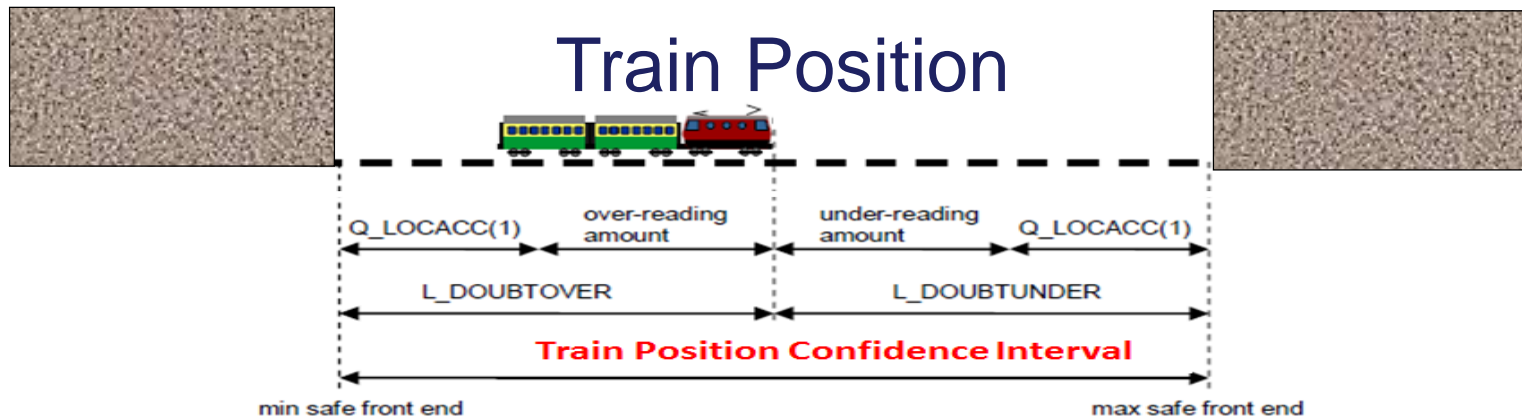 Train Position
Q_LOCACC(1)
over-reading
amount
under-reading
amount
Q_LOCACC(1)
L_DOUBTOVER
L_DOUBTUNDER
Train Position Confidence Interval
min safe front end
max safe front end